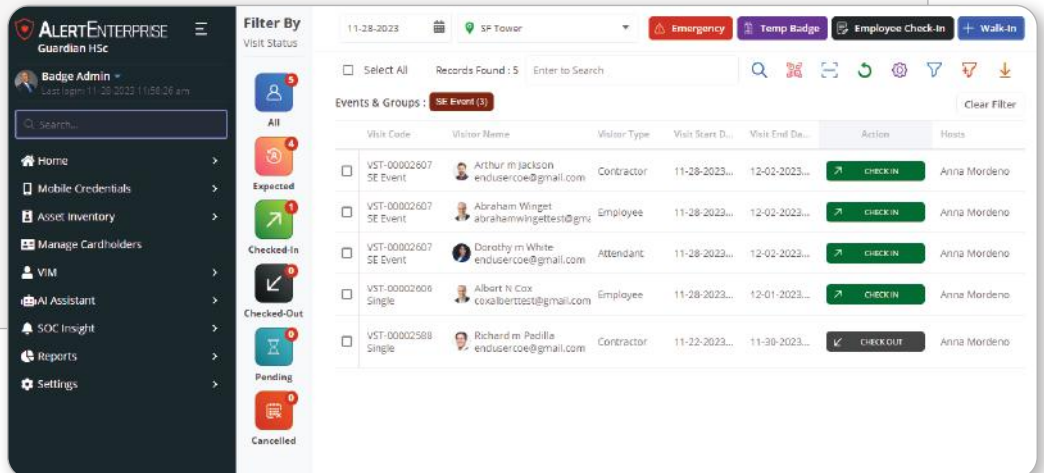 ALERTENTERPRISE
Guardian HSc
Badge Admin
Last login: 11-28-2023 11:58:26 am
Search...
Home
Mobile Credentials
Asset Inventory
Manage Cardholders
VIM
AI Assistant
SOC Insight
Reports
Settings
Filter By
Visit Status
5
All
4
Expected
1
Checked-In
0
Checked-Out
0
Pending
0
Cancelled
11-28-2023 SF Tower Emergency Temp Badge Employee Check-In + Walk-In
Select All Records Found : 5 Enter to Search
Events & Groups : SE Event (3) Clear Filter
Visit Code Visitor Name Visitor Type Visit Start D... Visit End Da... Action Hosts
VST-00002607 Arthur m Jackson Contractor 11-28-2023... 12-02-2023... CHECK IN Anna Mordeno
SE Event endusercoe@gmail.com
VST-00002607 Abraham Winget Employee 11-28-2023... 12-02-2023... CHECK IN Anna Mordeno
SE Event abrahamwingettest@gma
VST-00002607 Dorothy m White Attendant 11-28-2023... 12-02-2023... CHECK IN Anna Mordeno
SE Event endusercoe@gmail.com
VST-00002606 Albert N Cox Employee 11-28-2023... 12-01-2023... CHECK IN Anna Mordeno
Single coxalberttest@gmail.com
VST-00002588 Richard m Padilla Contractor 11-22-2023... 11-30-2023... CHECK OUT Anna Mordeno
Single endusercoe@gmail.com